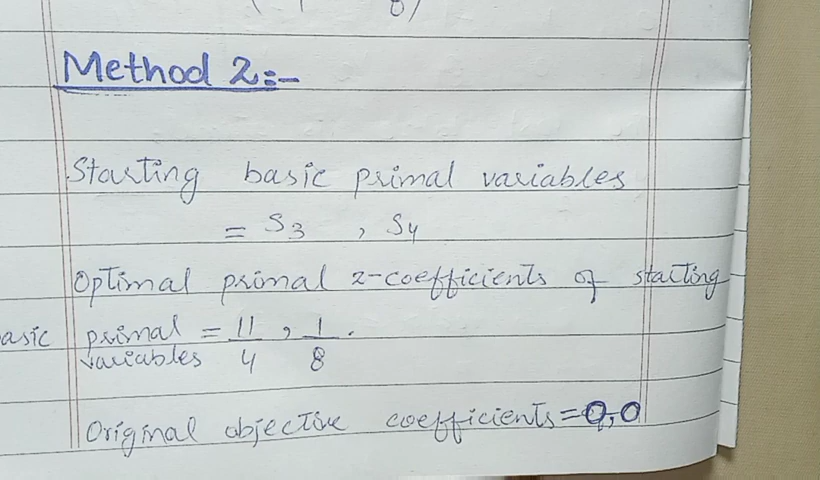 Method 2:-
Starting basic primal variables
= S3 , S4
Optimal primal z-coefficients of starting
basic primal variables = 11/4 , 1/8 .
Original objective coefficients = 0, 0